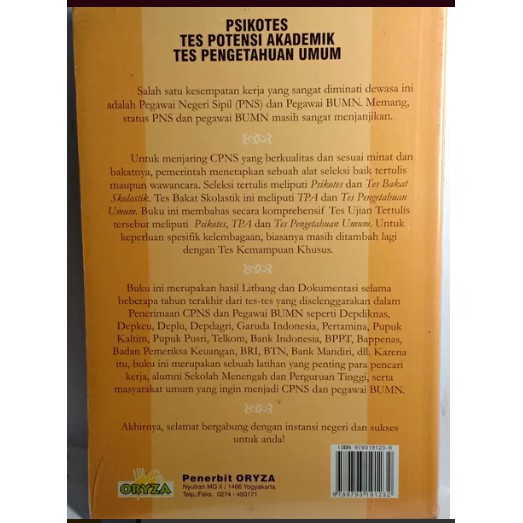 PSIKOTES
TES POTENSI AKADEMIK
TES PENGETAHUAN UMUM
Salah satu kesempatan kerja yang sangat diminati dewasa ini
adalah Pegawai Negeri Sipil (PNS) dan Pegawai BUMN. Memang,
status PNS dan pegawai BUMN masih sangat menjanjikan.
Untuk menjaring CPNS yang berkualitas dan sesuai minat dan
bakatnya, pemerintah menetapkan sebuah alat seleksi baik tertulis
maupun wawancara. Seleksi tertulis meliputi Psikotes dan Tes Bakat
Skolastik. Tes Bakat Skolastik ini meliputi TPA dan Tes Pengetahuan
Umum. Buku ini membahas secara komprehensif Tes Ujian Tertulis
tersebut meliputi Psikotes, TPA dan Tes Pengetahuan Umum. Untuk
keperluan spesifik kelembagaan, biasanya masih ditambah lagi
dengan Tes Kemampuan Khusus.
Buku ini merupakan hasil Litbang dan Dokumentasi selama
beberapa tahun terakhir dari tes-tes yang diselenggarakan dalam
Penerimaan CPNS dan Pegawai BUMN seperti Depdiknas,
Depkeu, Deplu, Depdagri, Garuda Indonesia, Pertamina, Pupuk
Kaltim, Pupuk Pusri, Telkom, Bank Indonesia, BPPT, Bappenas,
Badan Pemeriksa Keuangan, BRI, BTN, Bank Mandiri, dll. Karena
itu, buku ini merupakan sebuah latihan yang penting para pencari
kerja, alumni Sekolah Menengah dan Perguruan Tinggi, serta
masyarakat umum yang ingin menjadi CPNS dan pegawai BUMN.
Akhirnya, selamat bergabung dengan instansi negeri dan sukses
untuk anda!
ORYZA
Penerbit ORYZA
Nyutran MG II / 1466 Yogyakarta
Telp./Faks. 0274 - 453171